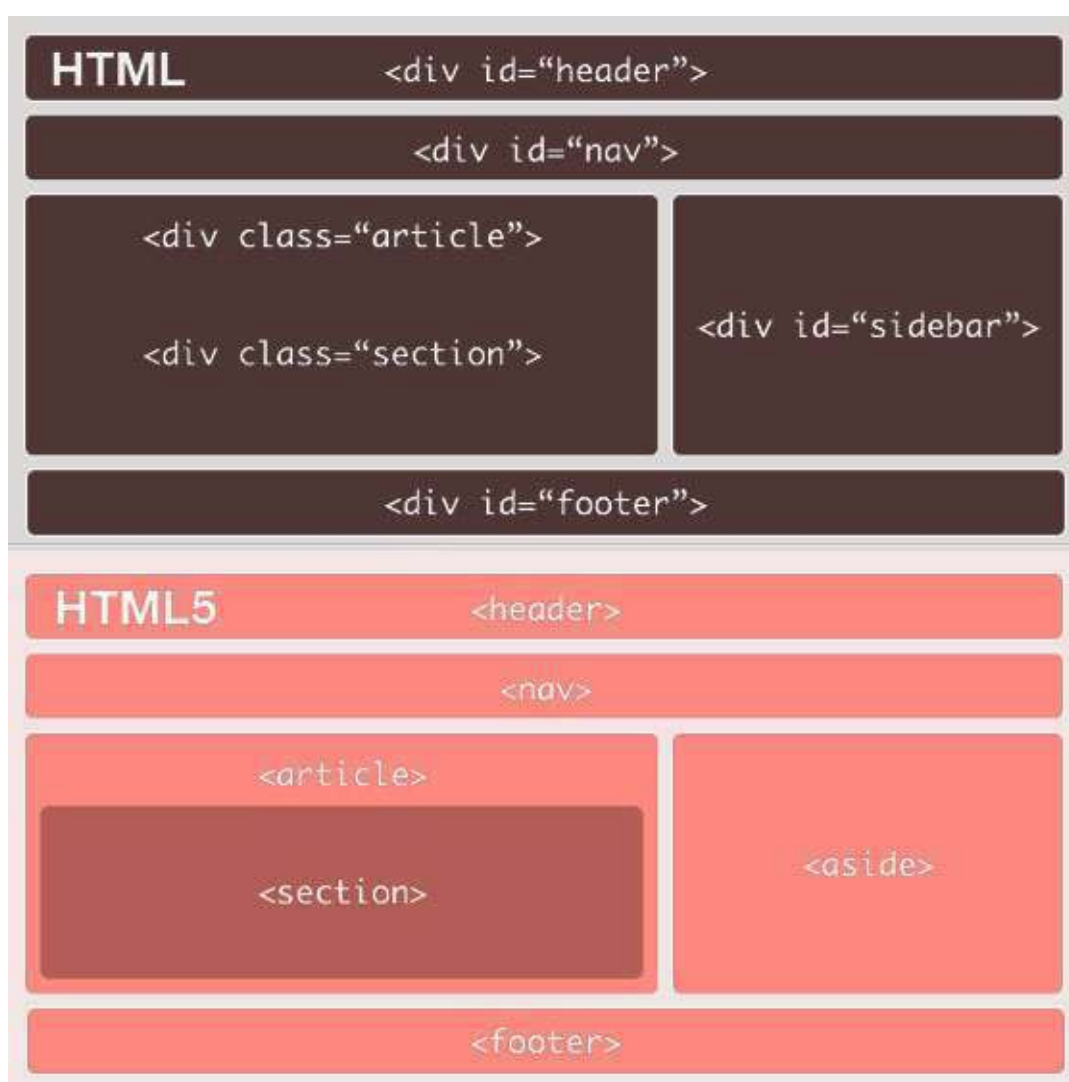 HTML <div id=“header”>
<div id=“nav”>
<div class=“article”>
<div class=“section”>
<div id=“sidebar”>
<div id=“footer”>
HTML5 <header>
<nav>
<article>
<section>
<aside>
<footer>